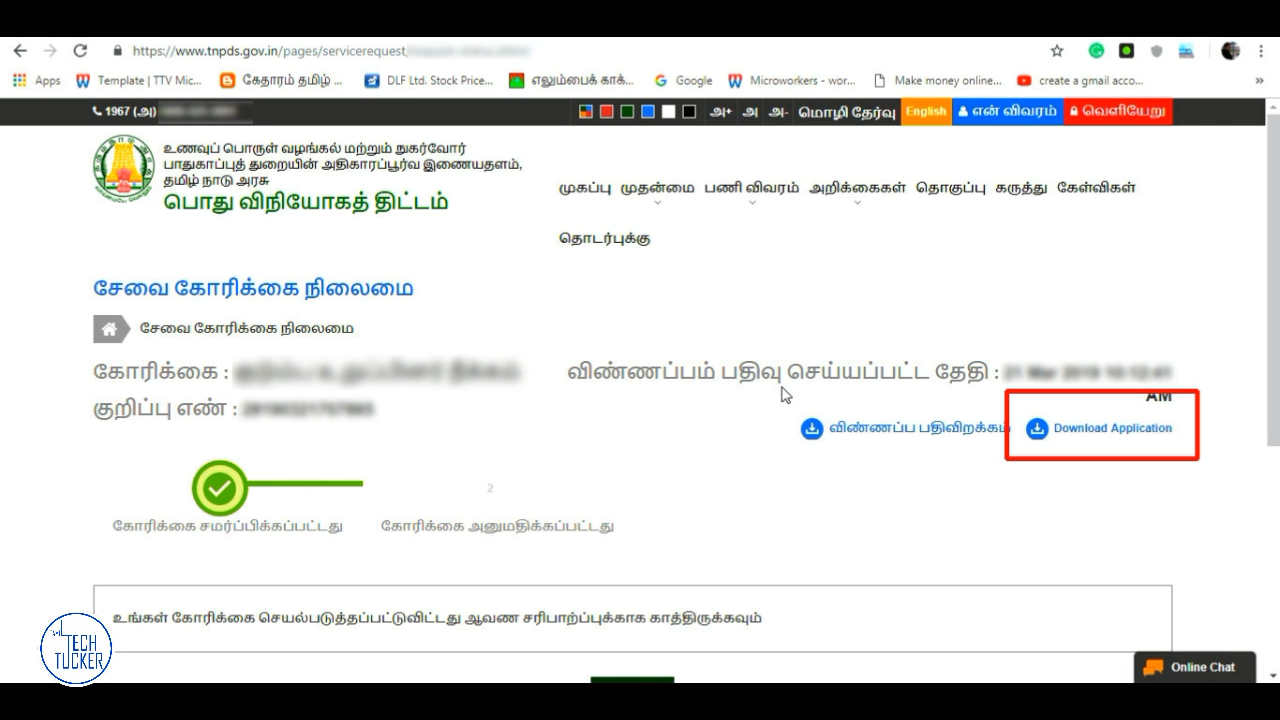 https://www.tnpds.gov.in/pages/servicerequest
Apps Template | TTV Mic... கேதாரம் தமிழ் ... DLF Ltd. Stock Price... எலும்பைக் காக்... Google Microworkers - wor... Make money online... create a gmail acco... »
1967 (அ) அ+ அ அ- மொழி தேர்வு English என் விவரம் வெளியேறு
உணவுப் பொருள் வழங்கல் மற்றும் நுகர்வோர்
பாதுகாப்புத் துறையின் அதிகாரப்பூர்வ இணையதளம்,
தமிழ் நாடு அரசு
பொது விநியோகத் திட்டம்
முகப்பு முதன்மை பணி விவரம் அறிக்கைகள் தொகுப்பு கருத்து கேள்விகள்
தொடர்புக்கு
சேவை கோரிக்கை நிலைமை
சேவை கோரிக்கை நிலைமை
கோரிக்கை : விண்ணப்பம் பதிவு செய்யப்பட்ட தேதி :
AM
குறிப்பு எண் :
விண்ணப்ப பதிவிறக்கம் Download Application
2
கோரிக்கை சமர்ப்பிக்கப்பட்டது கோரிக்கை அனுமதிக்கப்பட்டது
உங்கள் கோரிக்கை செயல்படுத்தப்பட்டுவிட்டது ஆவண சரிபார்ப்புக்காக காத்திருக்கவும்
TECH
TUCKER
Online Chat